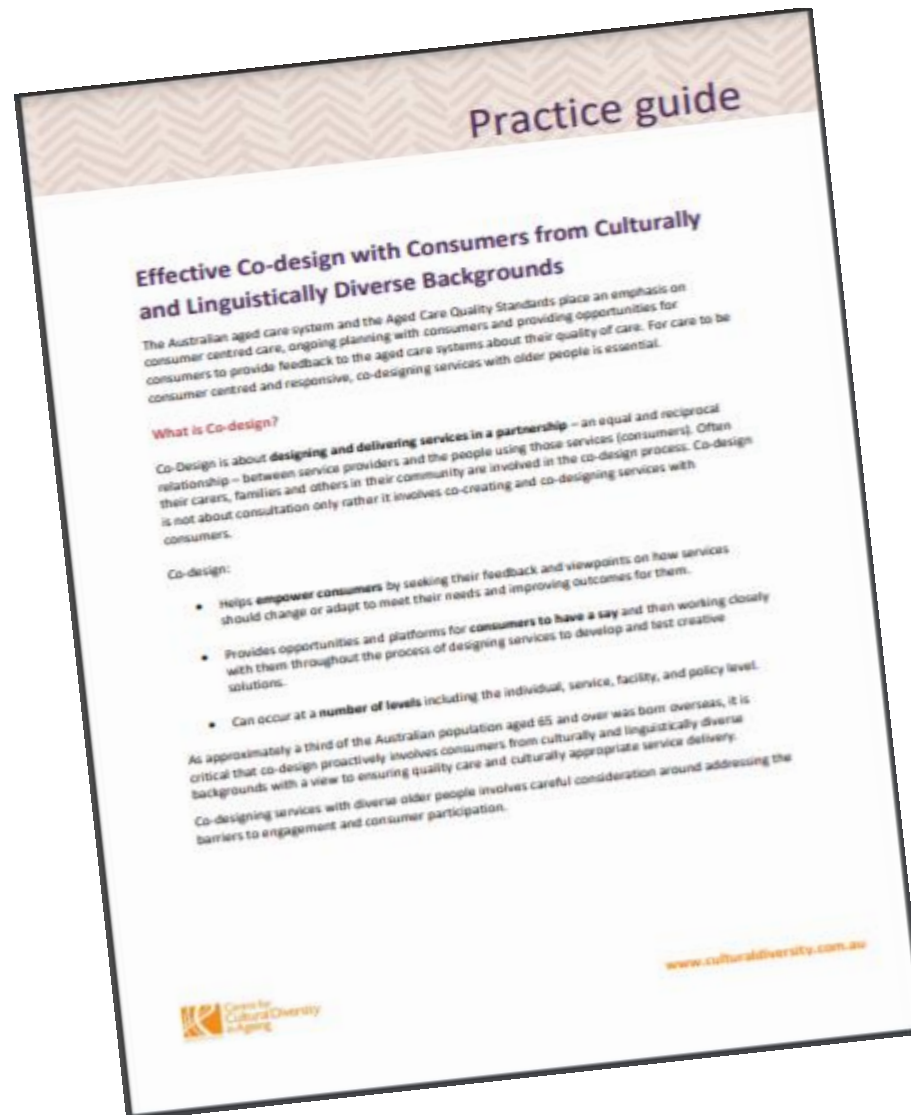 Practice guide
Effective Co-design with Consumers from Culturally
and Linguistically Diverse Backgrounds
The Australian aged care system and the Aged Care Quality Standards place an emphasis on
consumer centred care, ongoing planning with consumers and providing opportunities for
consumers to provide feedback to the aged care systems about their quality of care. For care to be
consumer centred and responsive, co-designing services with older people is essential.
What is Co-design?
Co-Design is about designing and delivering services in a partnership – an equal and reciprocal
relationship – between service providers and the people using those services (consumers). Often
their carers, families and others in their community are involved in the co-design process. Co-design
is not about consultation only rather it involves co-creating and co-designing services with
consumers.
Co-design:
• Helps empower consumers by seeking their feedback and viewpoints on how services
should change or adapt to meet their needs and improving outcomes for them.
• Provides opportunities and platforms for consumers to have a say and then working closely
with them throughout the process of designing services to develop and test creative
solutions.
• Can occur at a number of levels including the individual, service, facility, and policy level.
As approximately a third of the Australian population aged 65 and over was born overseas, it is
critical that co-design proactively involves consumers from culturally and linguistically diverse
backgrounds with a view to ensuring quality care and culturally appropriate service delivery.
Co-designing services with diverse older people involves careful consideration around addressing the
barriers to engagement and consumer participation.
www.culturaldiversity.com.au
Centre for
Cultural Diversity
in Ageing